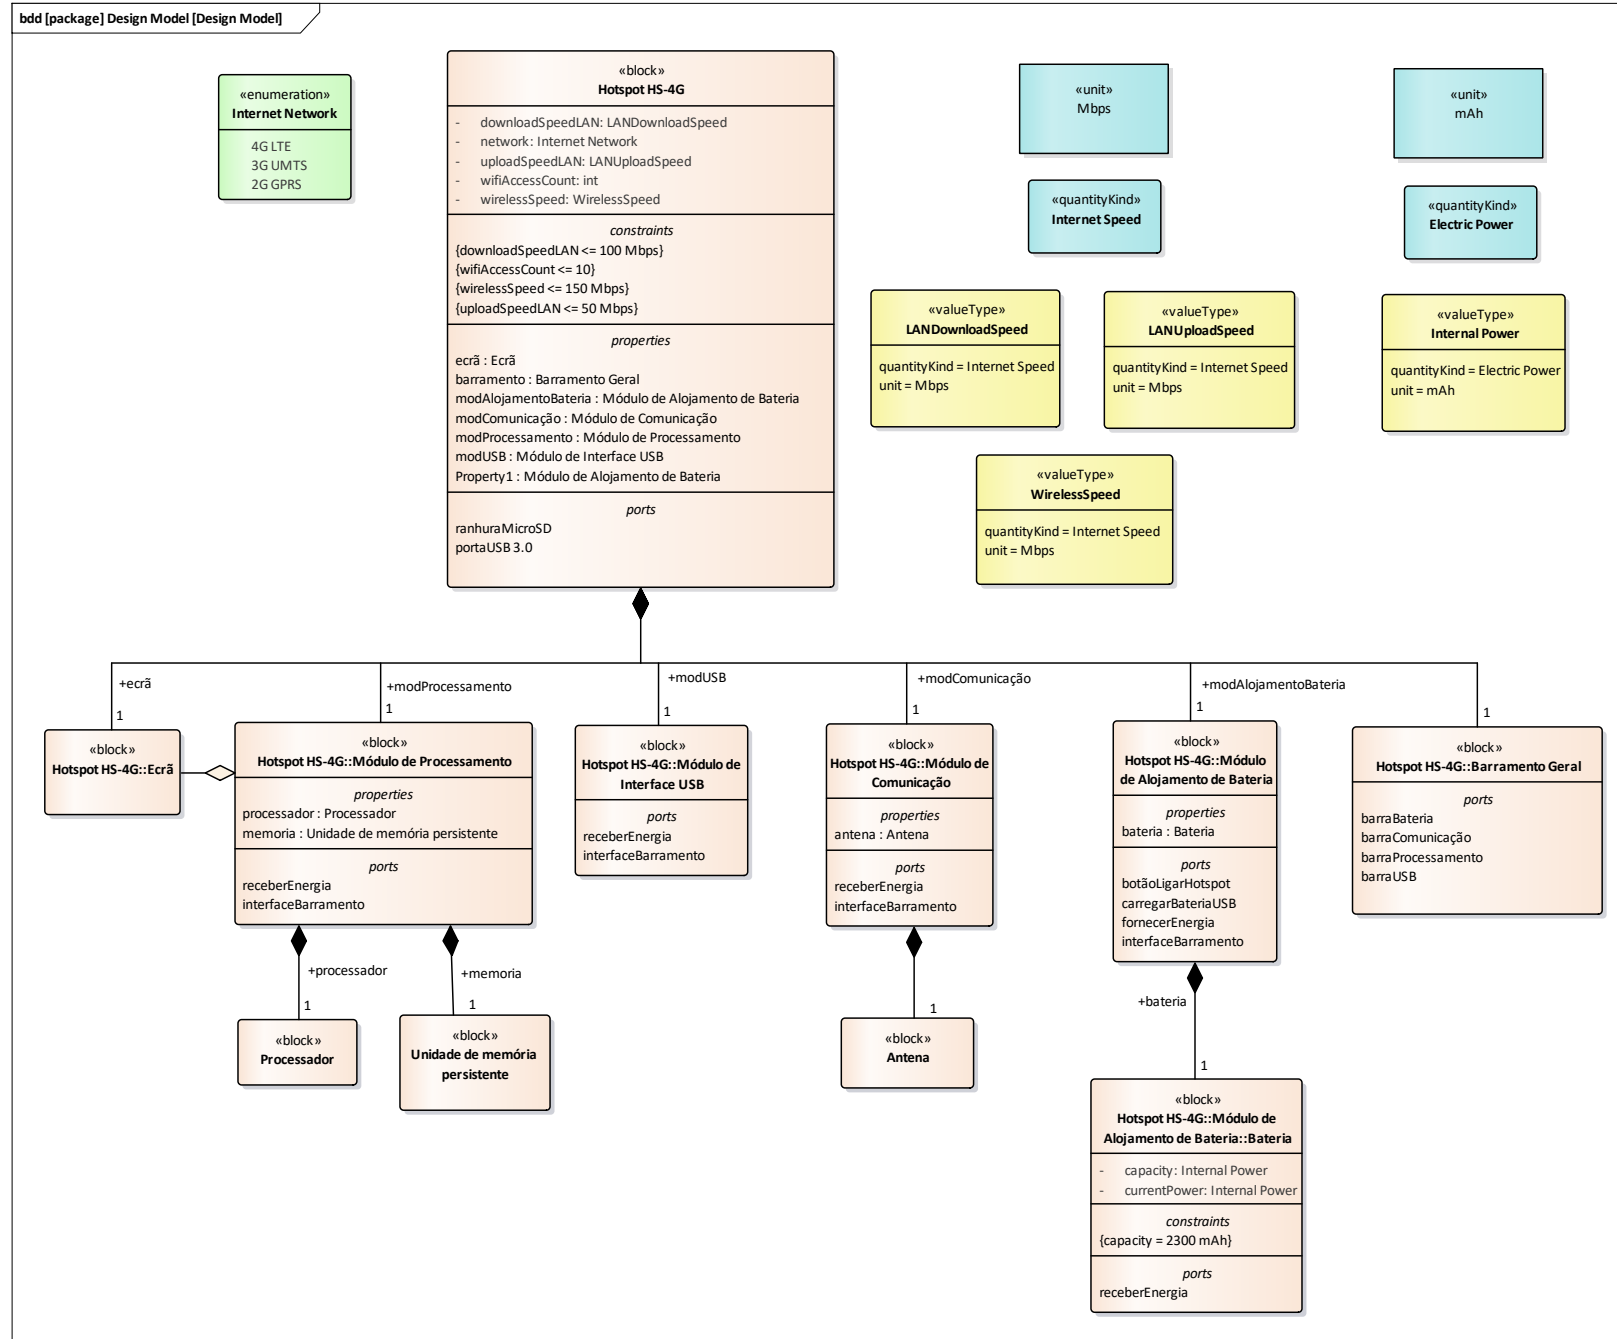 bdd [package] Design Model [Design Model]
«enumeration»
Internet Network
4G LTE
3G UMTS
2G GPRS
«block»
Hotspot HS-4G
- downloadSpeedLAN: LANDownloadSpeed
- network: Internet Network
- uploadSpeedLAN: LANUploadSpeed
- wifiAccessCount: int
- wirelessSpeed: WirelessSpeed
constraints
{downloadSpeedLAN <= 100 Mbps}
{wifiAccessCount <= 10}
{wirelessSpeed <= 150 Mbps}
{uploadSpeedLAN <= 50 Mbps}
properties
ecrã : Ecrã
barramento : Barramento Geral
modAlojamentoBateria : Módulo de Alojamento de Bateria
modComunicação : Módulo de Comunicação
modProcessamento : Módulo de Processamento
modUSB : Módulo de Interface USB
Property1 : Módulo de Alojamento de Bateria
ports
ranhuraMicroSD
portaUSB 3.0
«unit»
Mbps
«unit»
mAh
«quantityKind»
Internet Speed
«quantityKind»
Electric Power
«valueType»
LANDownloadSpeed
quantityKind = Internet Speed
unit = Mbps
«valueType»
LANUploadSpeed
quantityKind = Internet Speed
unit = Mbps
«valueType»
Internal Power
quantityKind = Electric Power
unit = mAh
«valueType»
WirelessSpeed
quantityKind = Internet Speed
unit = Mbps
+ecrã
1
+modProcessamento
1
+modUSB
1
+modComunicação
1
+modAlojamentoBateria
1
1
«block»
Hotspot HS-4G::Ecrã
«block»
Hotspot HS-4G::Módulo de Processamento
properties
processador : Processador
memoria : Unidade de memória persistente
ports
receberEnergia
interfaceBarramento
«block»
Hotspot HS-4G::Módulo de
Interface USB
ports
receberEnergia
interfaceBarramento
«block»
Hotspot HS-4G::Módulo de
Comunicação
properties
antena : Antena
ports
receberEnergia
interfaceBarramento
«block»
Hotspot HS-4G::Módulo
de Alojamento de Bateria
properties
bateria : Bateria
ports
botãoLigarHotspot
carregarBateriaUSB
fornecerEnergia
interfaceBarramento
«block»
Hotspot HS-4G::Barramento Geral
ports
barraBateria
barraComunicação
barraProcessamento
barraUSB
+processador
1
+memoria
1
1
+bateria
1
«block»
Processador
«block»
Unidade de memória
persistente
«block»
Antena
«block»
Hotspot HS-4G::Módulo de
Alojamento de Bateria::Bateria
- capacity: Internal Power
- currentPower: Internal Power
constraints
{capacity = 2300 mAh}
ports
receberEnergia